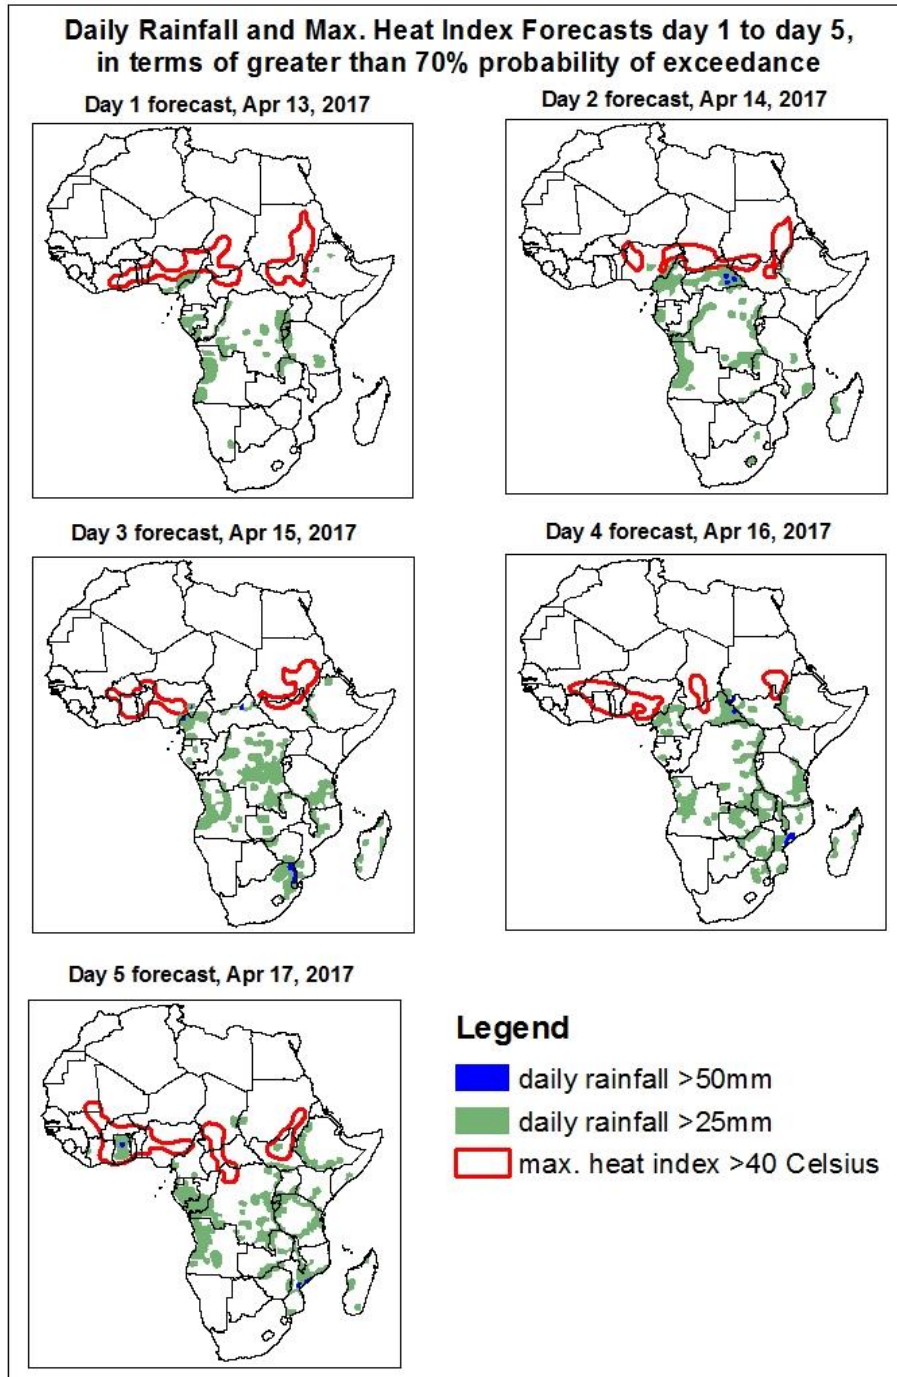 Daily Rainfall and Max. Heat Index Forecasts day 1 to day 5,
in terms of greater than 70% probability of exceedance
Day 1 forecast, Apr 13, 2017
Day 2 forecast, Apr 14, 2017
Day 3 forecast, Apr 15, 2017
Day 4 forecast, Apr 16, 2017
Day 5 forecast, Apr 17, 2017
Legend
daily rainfall >50mm
daily rainfall >25mm
max. heat index >40 Celsius